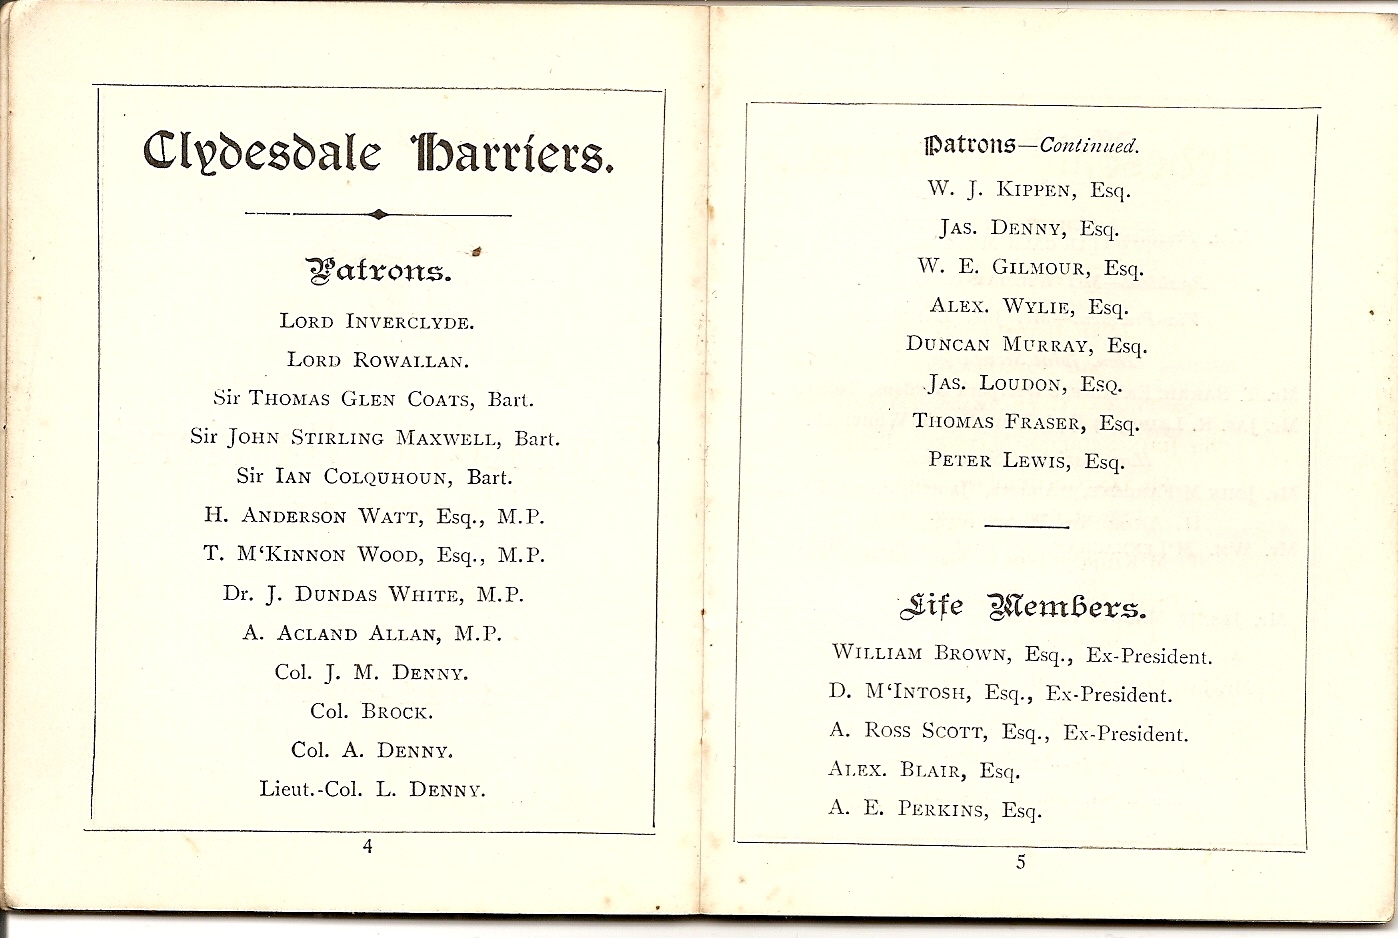 Clydesdale Harriers.
Patrons.
LORD INVERCLYDE.
LORD ROWALLAN.
Sir THOMAS GLEN COATS, Bart.
Sir JOHN STIRLING MAXWELL, Bart.
Sir IAN COLQUHOUN, Bart.
H. ANDERSON WATT, Esq., M.P.
T. M‘KINNON WOOD, Esq., M.P.
Dr. J. DUNDAS WHITE, M.P.
A. ACLAND ALLAN, M.P.
Col. J. M. DENNY.
Col. BROCK.
Col. A. DENNY.
Lieut.-Col. L. DENNY.
4
Patrons—Continued.
W. J. KIPPEN, Esq.
JAS. DENNY, Esq.
W. E. GILMOUR, Esq.
ALEX. WYLIE, Esq.
DUNCAN MURRAY, Esq.
JAS. LOUDON, ESQ.
THOMAS FRASER, Esq.
PETER LEWIS, Esq.
Life Members.
WILLIAM BROWN, Esq., Ex-President.
D. M‘INTOSH, Esq., Ex-President.
A. ROSS SCOTT, Esq., Ex-President.
ALEX. BLAIR, Esq.
A. E. PERKINS, Esq.
5